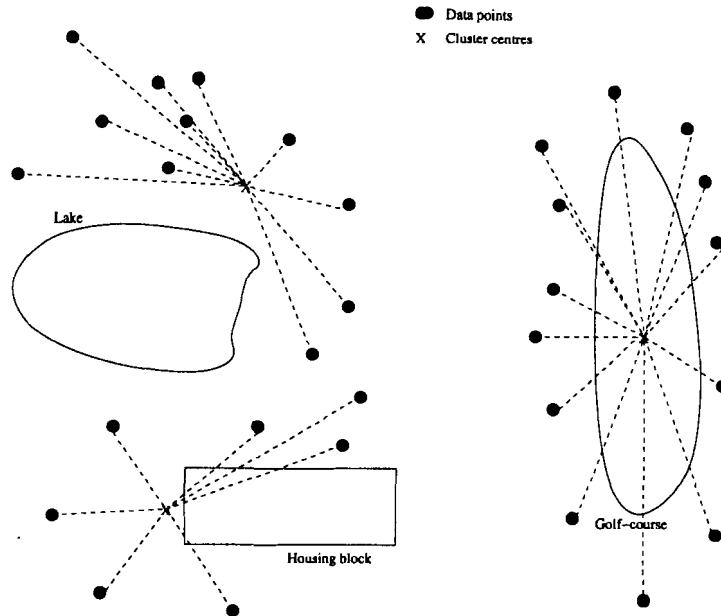 Data points
X Cluster centres
Lake
Golf-course
Housing block